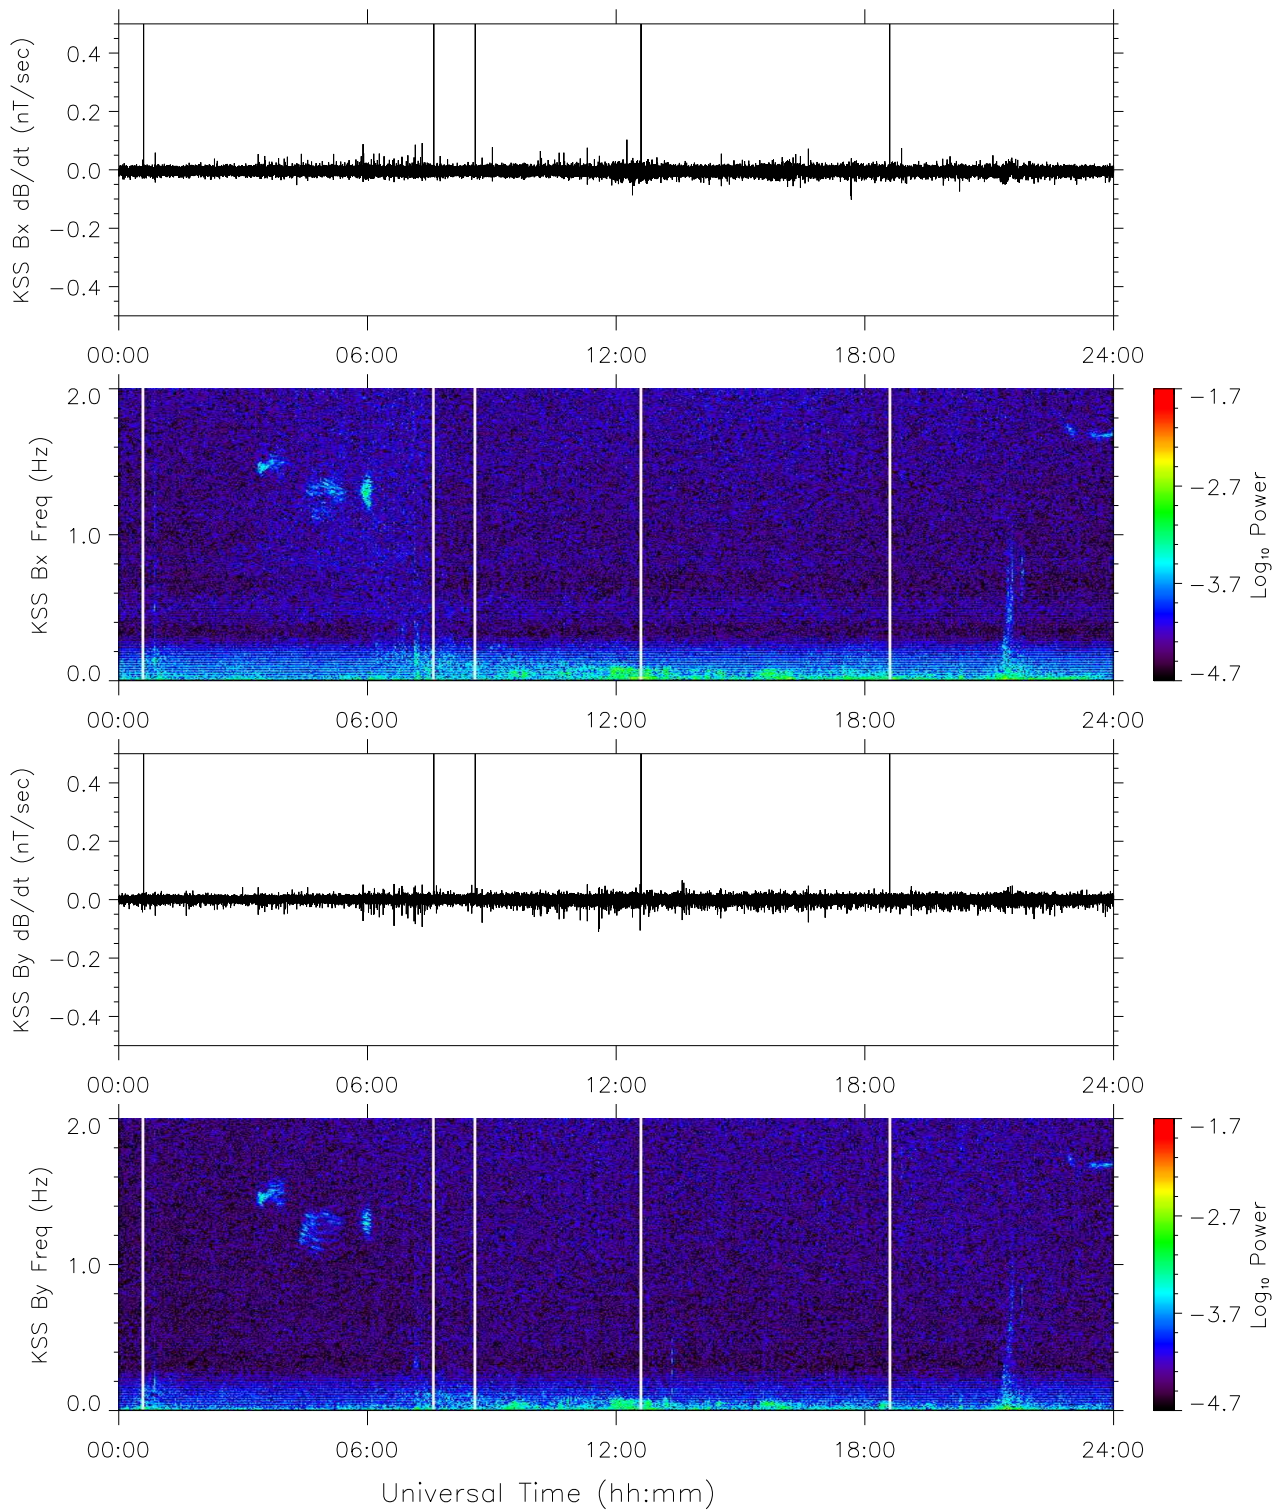 KSS Bx dB/dt (nT/sec)
0.4
0.2
0.0
−0.2
−0.4
00:00 06:00 12:00 18:00 24:00
KSS Bx Freq (Hz)
2.0
1.0
0.0
00:00 06:00 12:00 18:00 24:00
−1.7
−2.7
−3.7
−4.7
Log₁₀ Power
KSS By dB/dt (nT/sec)
0.4
0.2
0.0
−0.2
−0.4
00:00 06:00 12:00 18:00 24:00
KSS By Freq (Hz)
2.0
1.0
0.0
00:00 06:00 12:00 18:00 24:00
−1.7
−2.7
−3.7
−4.7
Log₁₀ Power
Universal Time (hh:mm)